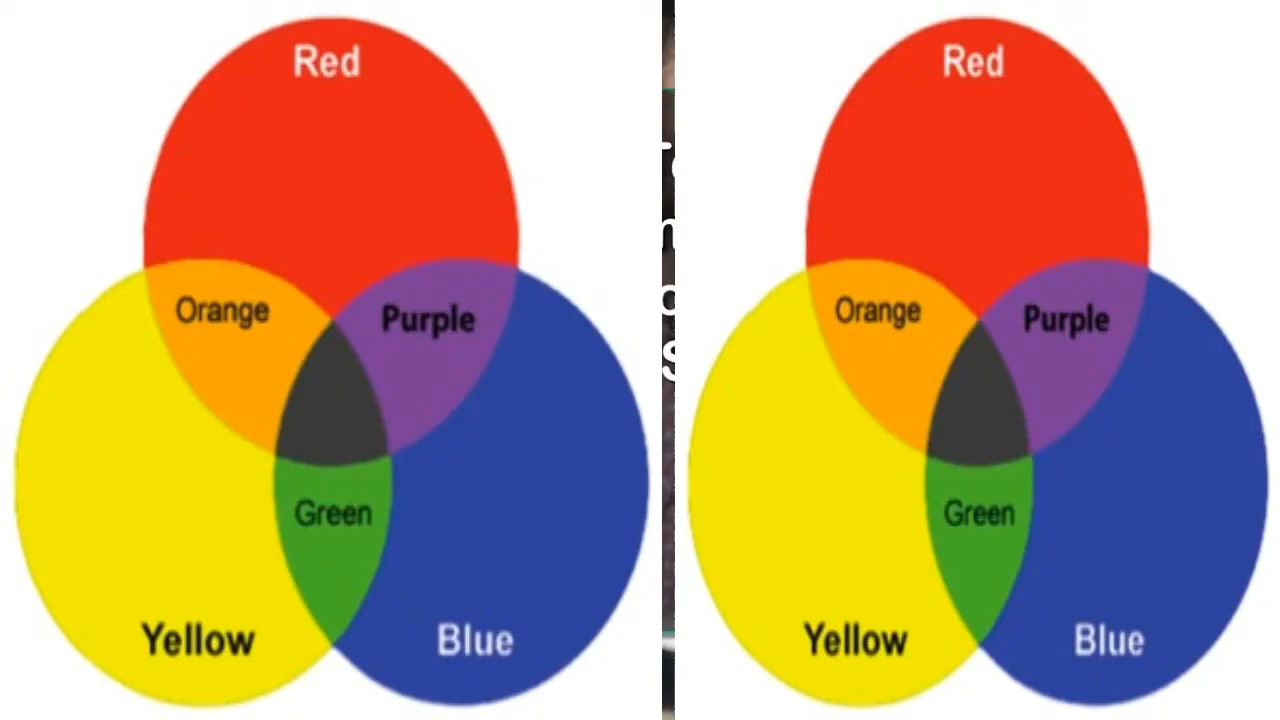 Red
Orange
Purple
Green
Yellow
Blue
Red
Orange
Purple
Green
Yellow
Blue